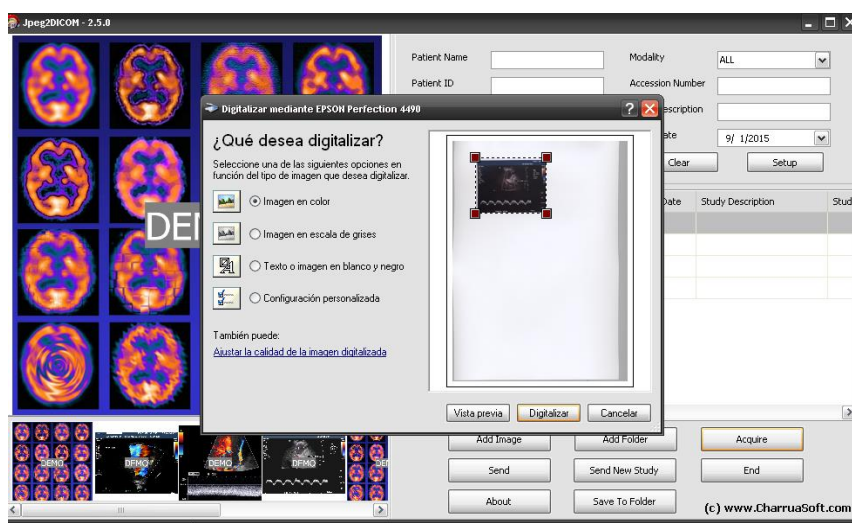 Jpeg2DICOM - 2.5.0
Patient Name
Modality
ALL
Patient ID
Accession Number
Digitalizar mediante EPSON Perfection 4490
¿Qué desea digitalizar?
Seleccione una de las siguientes opciones en
función del tipo de imagen que desea digitalizar.
Imagen en color
Imagen en escala de grises
Texto o imagen en blanco y negro
Configuración personalizada
También puede:
Ajustar la calidad de la imagen digitalizada
Vista previa
Digitalizar
Cancelar
9/ 1/2015
Clear
Setup
Study Description
DEMO
DEMO
DEMO
DEMO
Add Image
Add Folder
Acquire
Send
Send New Study
End
About
Save To Folder
(c) www.CharruaSoft.com